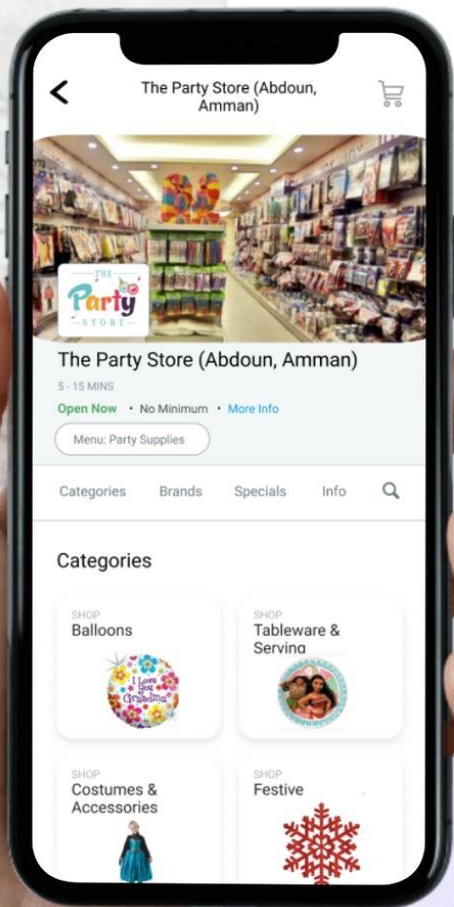 The Party Store (Abdoun,
Amman)
THE
Party
STORE
The Party Store (Abdoun, Amman)
5 - 15 MINS
Open Now • No Minimum • More Info
Menu: Party Supplies
Categories
Brands
Specials
Info
Categories
SHOP
Balloons
I Love
You
Grandma
SHOP
Tableware &
Serving
SHOP
Costumes &
Accessories
SHOP
Festive